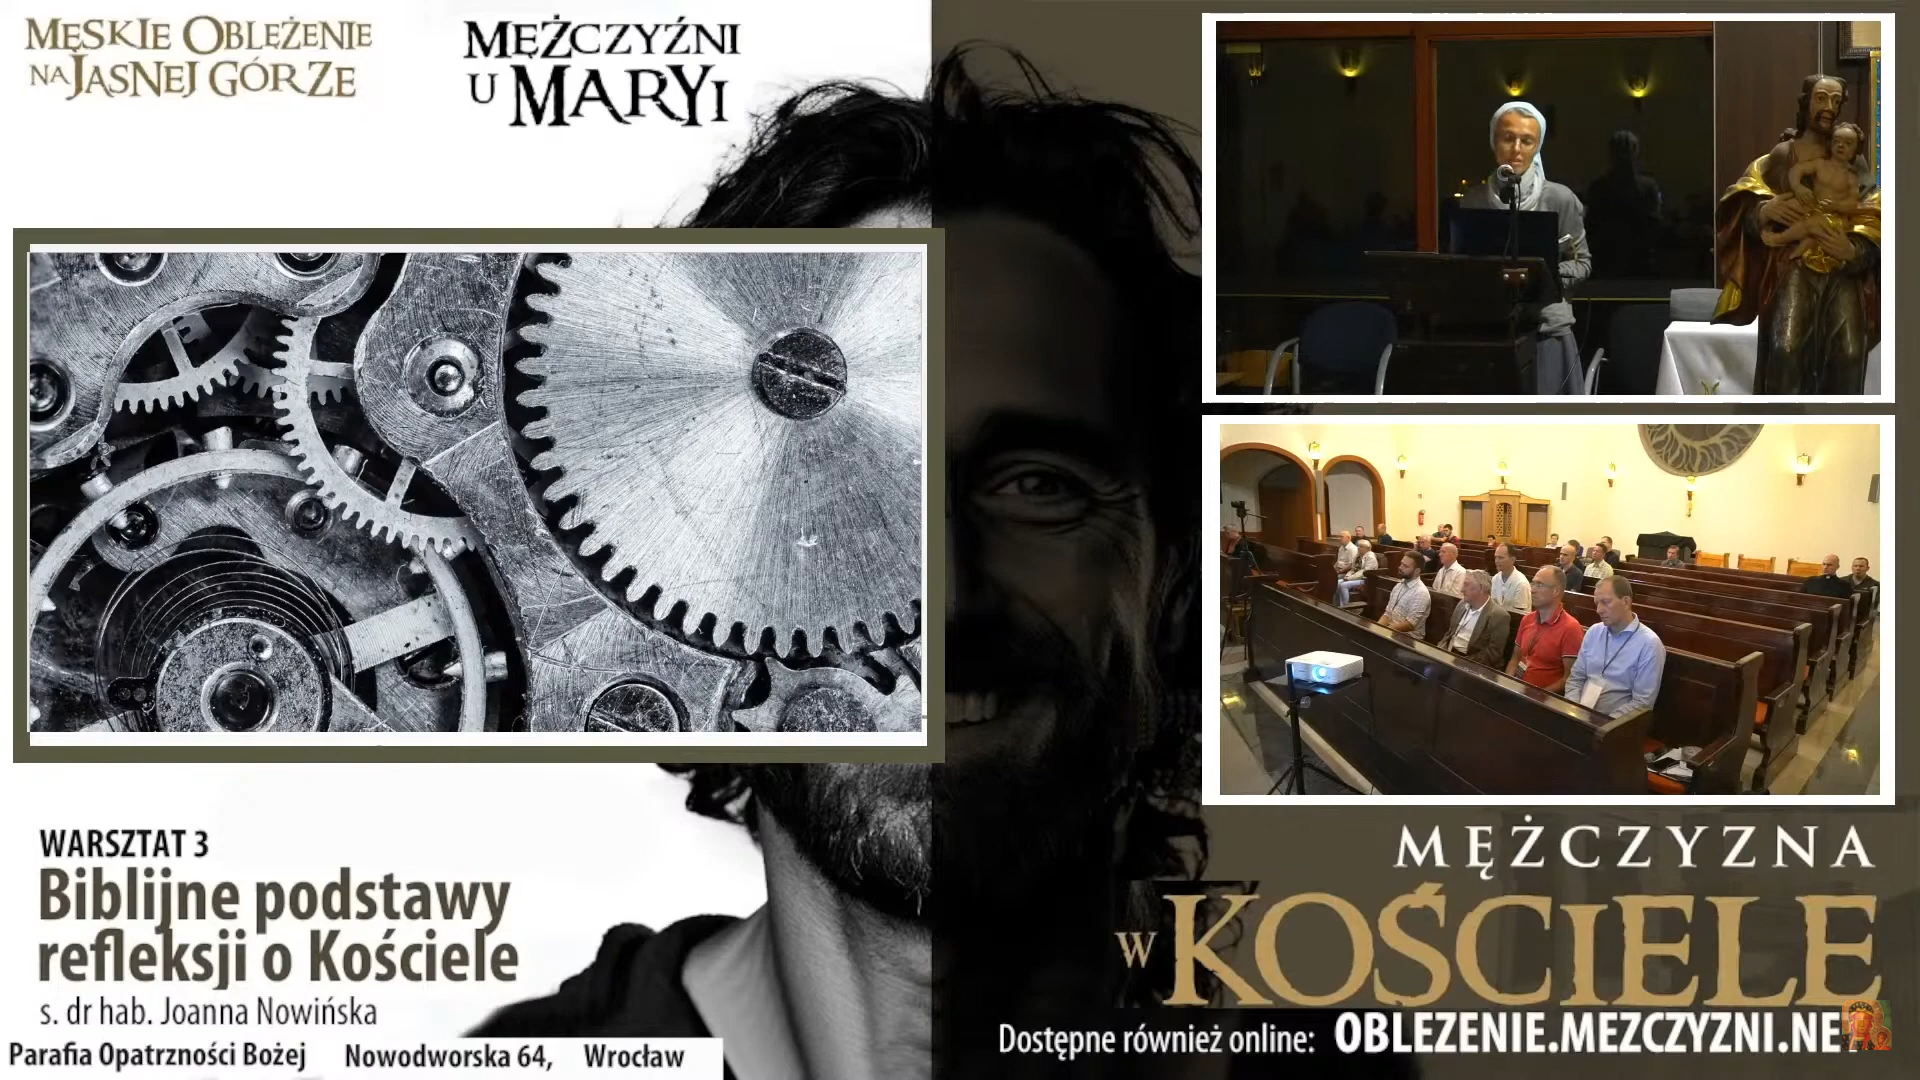 MĘSKIE OBLĘŻENIE
NA JASNEJ GÓRZE
MĘŻCZYŹNI
U MARYI
WARSZTAT 3
Biblijne podstawy
refleksji o Kościele
s. dr hab. Joanna Nowińska
Parafia Opatrzności Bożej Nowodworska 64, Wrocław
MĘŻCZYZNA
W KOŚCIELE
Dostępne również online: OBLEZENIE.MEZCZYZNI.NE